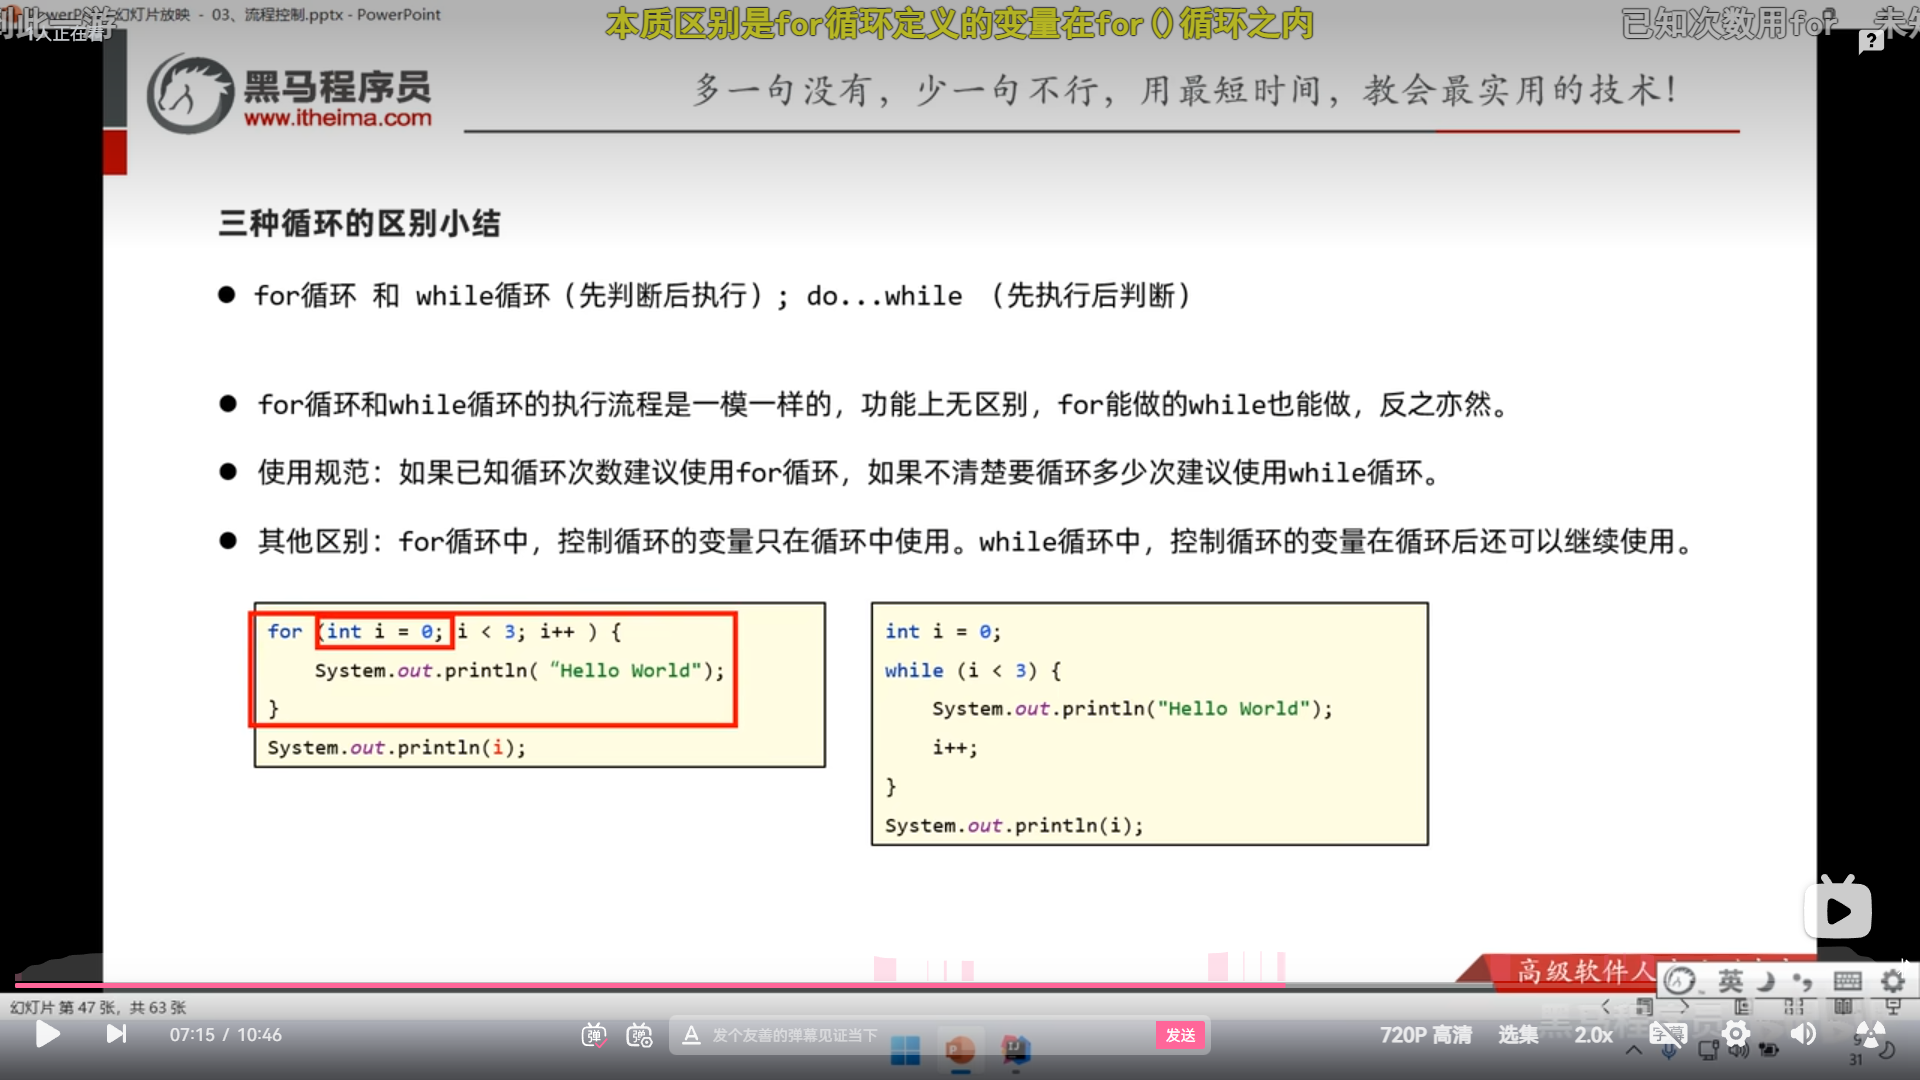 PowerPoint 幻灯片放映 - 03、流程控制.pptx - PowerPoint
到此一游
1人正在看
本质区别是for循环定义的变量在for()循环之内
已知次数用for
未知
黑马程序员
www.itheima.com
多一句没有，少一句不行，用最短时间，教会最实用的技术！
三种循环的区别小结
● for循环 和 while循环（先判断后执行）；do...while （先执行后判断）
● for循环和while循环的执行流程是一模一样的，功能上无区别，for能做的while也能做，反之亦然。
● 使用规范：如果已知循环次数建议使用for循环，如果不清楚要循环多少次建议使用while循环。
● 其他区别：for循环中，控制循环的变量只在循环中使用。while循环中，控制循环的变量在循环后还可以继续使用。
for (int i = 0; i < 3; i++ ) {
System.out.println( “Hello World");
}
System.out.println(i);
int i = 0;
while (i < 3) {
System.out.println("Hello World");
i++;
}
System.out.println(i);
高级软件人
英
幻灯片 第 47 张，共 63 张
07:15 / 10:46
弹
弹
A 发个友善的弹幕见证当下
发送
720P 高清
选集
2.0x
字幕
31